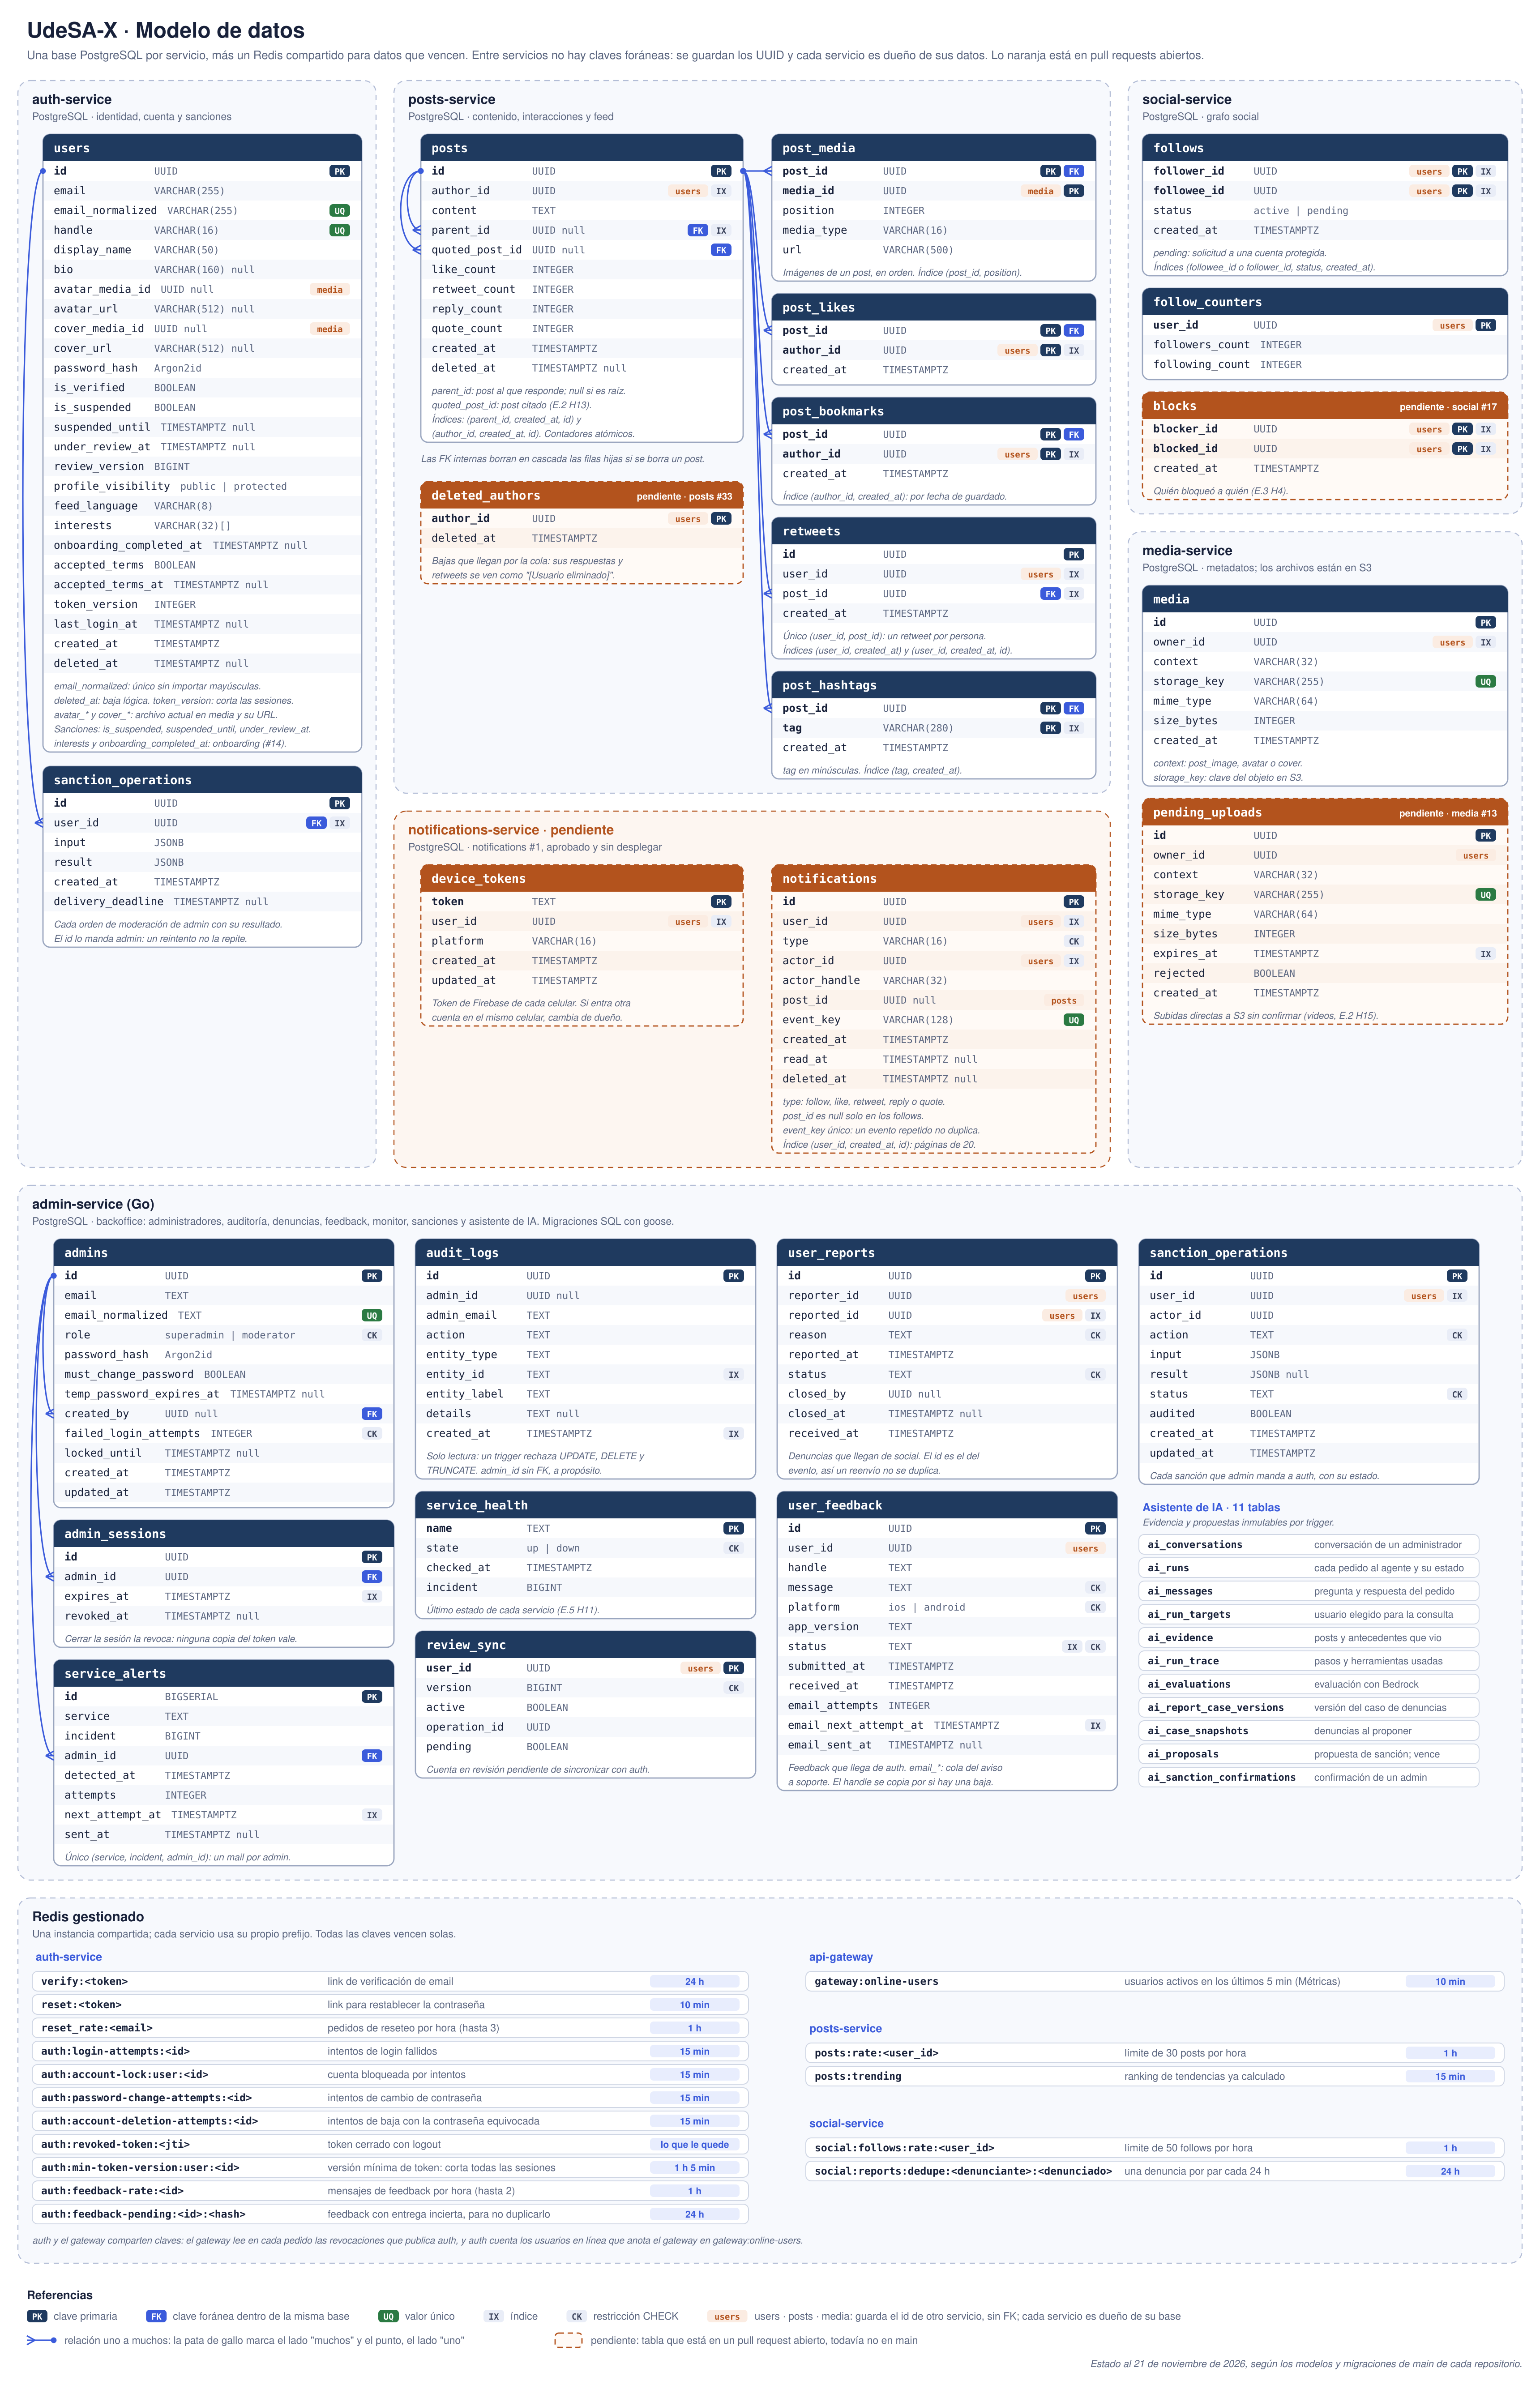 UdeSA-X · Modelo de datos
Una base PostgreSQL por servicio, más un Redis compartido para datos que vencen. Entre servicios no hay claves foráneas: se guardan los UUID y cada servicio es dueño de sus datos. Lo naranja está en pull requests abiertos.
auth-service
PostgreSQL · identidad, cuenta y sanciones
users
id UUID PK
email VARCHAR(255)
email_normalized VARCHAR(255) UQ
handle VARCHAR(16) UQ
display_name VARCHAR(50)
bio VARCHAR(160) null
avatar_media_id UUID null media
avatar_url VARCHAR(512) null
cover_media_id UUID null media
cover_url VARCHAR(512) null
password_hash Argon2id
is_verified BOOLEAN
is_suspended BOOLEAN
suspended_until TIMESTAMPTZ null
under_review_at TIMESTAMPTZ null
review_version BIGINT
profile_visibility public | protected
feed_language VARCHAR(8)
interests VARCHAR(32)[]
onboarding_completed_at TIMESTAMPTZ null
accepted_terms BOOLEAN
accepted_terms_at TIMESTAMPTZ null
token_version INTEGER
last_login_at TIMESTAMPTZ null
created_at TIMESTAMPTZ
deleted_at TIMESTAMPTZ null
email_normalized: único sin importar mayúsculas.
deleted_at: baja lógica. token_version: corta las sesiones.
avatar_* y cover_*: archivo actual en media y su URL.
Sanciones: is_suspended, suspended_until, under_review_at.
interests y onboarding_completed_at: onboarding (#14).
sanction_operations
id UUID PK
user_id UUID FK IX
input JSONB
result JSONB
created_at TIMESTAMPTZ
delivery_deadline TIMESTAMPTZ null
Cada orden de moderación de admin con su resultado.
El id lo manda admin: un reintento no la repite.
posts-service
PostgreSQL · contenido, interacciones y feed
posts
id UUID PK
author_id UUID users IX
content TEXT
parent_id UUID null FK IX
quoted_post_id UUID null FK
like_count INTEGER
retweet_count INTEGER
reply_count INTEGER
quote_count INTEGER
created_at TIMESTAMPTZ
deleted_at TIMESTAMPTZ null
parent_id: post al que responde; null si es raíz.
quoted_post_id: post citado (E.2 H13).
Índices: (parent_id, created_at, id) y
(author_id, created_at, id). Contadores atómicos.
Las FK internas borran en cascada las filas hijas si se borra un post.
deleted_authors pendiente · posts #33
author_id UUID users PK
deleted_at TIMESTAMPTZ
Bajas que llegan por la cola: sus respuestas y
retweets se ven como "[Usuario eliminado]".
post_media
post_id UUID PK FK
media_id UUID media PK
position INTEGER
media_type VARCHAR(16)
url VARCHAR(500)
Imágenes de un post, en orden. Índice (post_id, position).
post_likes
post_id UUID PK FK
author_id UUID users PK IX
created_at TIMESTAMPTZ
post_bookmarks
post_id UUID PK FK
author_id UUID users PK IX
created_at TIMESTAMPTZ
Índice (author_id, created_at): por fecha de guardado.
retweets
id UUID PK
user_id UUID users IX
post_id UUID FK IX
created_at TIMESTAMPTZ
Único (user_id, post_id): un retweet por persona.
Índices (user_id, created_at) y (user_id, created_at, id).
post_hashtags
post_id UUID PK FK
tag VARCHAR(280) PK IX
created_at TIMESTAMPTZ
tag en minúsculas. Índice (tag, created_at).
notifications-service · pendiente
PostgreSQL · notifications #1, aprobado y sin desplegar
device_tokens
token TEXT PK
user_id UUID users IX
platform VARCHAR(16)
created_at TIMESTAMPTZ
updated_at TIMESTAMPTZ
Token de Firebase de cada celular. Si entra otra
cuenta en el mismo celular, cambia de dueño.
notifications
id UUID PK
user_id UUID users IX
type VARCHAR(16) CK
actor_id UUID users IX
actor_handle VARCHAR(32)
post_id UUID null posts
event_key VARCHAR(128) UQ
created_at TIMESTAMPTZ
read_at TIMESTAMPTZ null
deleted_at TIMESTAMPTZ null
type: follow, like, retweet, reply o quote.
post_id es null solo en los follows.
event_key único: un evento repetido no duplica.
Índice (user_id, created_at, id): páginas de 20.
social-service
PostgreSQL · grafo social
follows
follower_id UUID users PK IX
followee_id UUID users PK IX
status active | pending
created_at TIMESTAMPTZ
pending: solicitud a una cuenta protegida.
Índices (followee_id o follower_id, status, created_at).
follow_counters
user_id UUID users PK
followers_count INTEGER
following_count INTEGER
blocks pendiente · social #17
blocker_id UUID users PK IX
blocked_id UUID users PK IX
created_at TIMESTAMPTZ
Quién bloqueó a quién (E.3 H4).
media-service
PostgreSQL · metadatos; los archivos están en S3
media
id UUID PK
owner_id UUID users IX
context VARCHAR(32)
storage_key VARCHAR(255) UQ
mime_type VARCHAR(64)
size_bytes INTEGER
created_at TIMESTAMPTZ
context: post_image, avatar o cover.
storage_key: clave del objeto en S3.
pending_uploads pendiente · media #13
id UUID PK
owner_id UUID users
context VARCHAR(32)
storage_key VARCHAR(255) UQ
mime_type VARCHAR(64)
size_bytes INTEGER
expires_at TIMESTAMPTZ IX
rejected BOOLEAN
created_at TIMESTAMPTZ
Subidas directas a S3 sin confirmar (videos, E.2 H15).
admin-service (Go)
PostgreSQL · backoffice: administradores, auditoría, denuncias, feedback, monitor, sanciones y asistente de IA. Migraciones SQL con goose.
admins
id UUID PK
email TEXT
email_normalized TEXT UQ
role superadmin | moderator CK
password_hash Argon2id
must_change_password BOOLEAN
temp_password_expires_at TIMESTAMPTZ null
created_by UUID null FK
failed_login_attempts INTEGER CK
locked_until TIMESTAMPTZ null
created_at TIMESTAMPTZ
updated_at TIMESTAMPTZ
admin_sessions
id UUID PK
admin_id UUID FK
expires_at TIMESTAMPTZ IX
revoked_at TIMESTAMPTZ null
Cerrar la sesión la revoca: ninguna copia del token vale.
service_alerts
id BIGSERIAL PK
service TEXT
incident BIGINT
admin_id UUID FK
detected_at TIMESTAMPTZ
attempts INTEGER
next_attempt_at TIMESTAMPTZ IX
sent_at TIMESTAMPTZ null
Único (service, incident, admin_id): un mail por admin.
audit_logs
id UUID PK
admin_id UUID null
admin_email TEXT
action TEXT
entity_type TEXT
entity_id TEXT IX
entity_label TEXT
details TEXT null
created_at TIMESTAMPTZ IX
Solo lectura: un trigger rechaza UPDATE, DELETE y
TRUNCATE. admin_id sin FK, a propósito.
service_health
name TEXT PK
state up | down CK
checked_at TIMESTAMPTZ
incident BIGINT
Último estado de cada servicio (E.5 H11).
review_sync
user_id UUID users PK
version BIGINT CK
active BOOLEAN
operation_id UUID
pending BOOLEAN
Cuenta en revisión pendiente de sincronizar con auth.
user_reports
id UUID PK
reporter_id UUID users
reported_id UUID users IX
reason TEXT CK
reported_at TIMESTAMPTZ
status TEXT CK
closed_by UUID null
closed_at TIMESTAMPTZ null
received_at TIMESTAMPTZ
Denuncias que llegan de social. El id es el del
evento, así un reenvío no se duplica.
user_feedback
id UUID PK
user_id UUID users
handle TEXT
message TEXT CK
platform ios | android CK
app_version TEXT
status TEXT IX CK
submitted_at TIMESTAMPTZ
received_at TIMESTAMPTZ
email_attempts INTEGER
email_next_attempt_at TIMESTAMPTZ IX
email_sent_at TIMESTAMPTZ null
Feedback que llega de auth. email_*: cola del aviso
a soporte. El handle se copia por si hay una baja.
sanction_operations
id UUID PK
user_id UUID users IX
actor_id UUID
action TEXT CK
input JSONB
result JSONB null
status TEXT CK
audited BOOLEAN
created_at TIMESTAMPTZ
updated_at TIMESTAMPTZ
Cada sanción que admin manda a auth, con su estado.
Asistente de IA · 11 tablas
Evidencia y propuestas inmutables por trigger.
ai_conversations conversación de un administrador
ai_runs cada pedido al agente y su estado
ai_messages pregunta y respuesta del pedido
ai_run_targets usuario elegido para la consulta
ai_evidence posts y antecedentes que vio
ai_run_trace pasos y herramientas usadas
ai_evaluations evaluación con Bedrock
ai_report_case_versions versión del caso de denuncias
ai_case_snapshots denuncias al proponer
ai_proposals propuesta de sanción; vence
ai_sanction_confirmations confirmación de un admin
Redis gestionado
Una instancia compartida; cada servicio usa su propio prefijo. Todas las claves vencen solas.
auth-service
verify:<token> link de verificación de email 24 h
reset:<token> link para restablecer la contraseña 10 min
reset_rate:<email> pedidos de reseteo por hora (hasta 3) 1 h
auth:login-attempts:<id> intentos de login fallidos 15 min
auth:account-lock:user:<id> cuenta bloqueada por intentos 15 min
auth:password-change-attempts:<id> intentos de cambio de contraseña 15 min
auth:account-deletion-attempts:<id> intentos de baja con la contraseña equivocada 15 min
auth:revoked-token:<jti> token cerrado con logout lo que le quede
auth:min-token-version:user:<id> versión mínima de token: corta todas las sesiones 1 h 5 min
auth:feedback-rate:<id> mensajes de feedback por hora (hasta 2) 1 h
auth:feedback-pending:<id>:<hash> feedback con entrega incierta, para no duplicarlo 24 h
api-gateway
gateway:online-users usuarios activos en los últimos 5 min (Métricas) 10 min
posts-service
posts:rate:<user_id> límite de 30 posts por hora 1 h
posts:trending ranking de tendencias ya calculado 15 min
social-service
social:follows:rate:<user_id> límite de 50 follows por hora 1 h
social:reports:dedupe:<denunciante>:<denunciado> una denuncia por par cada 24 h 24 h
auth y el gateway comparten claves: el gateway lee en cada pedido las revocaciones que publica auth, y auth cuenta los usuarios en línea que anota el gateway en gateway:online-users.
Referencias
PK clave primaria FK clave foránea dentro de la misma base UQ valor único IX índice CK restricción CHECK users users · posts · media: guarda el id de otro servicio, sin FK; cada servicio es dueño de su base
relación uno a muchos: la pata de gallo marca el lado "muchos" y el punto, el lado "uno" pendiente: tabla que está en un pull request abierto, todavía no en main
Estado al 21 de noviembre de 2026, según los modelos y migraciones de main de cada repositorio.